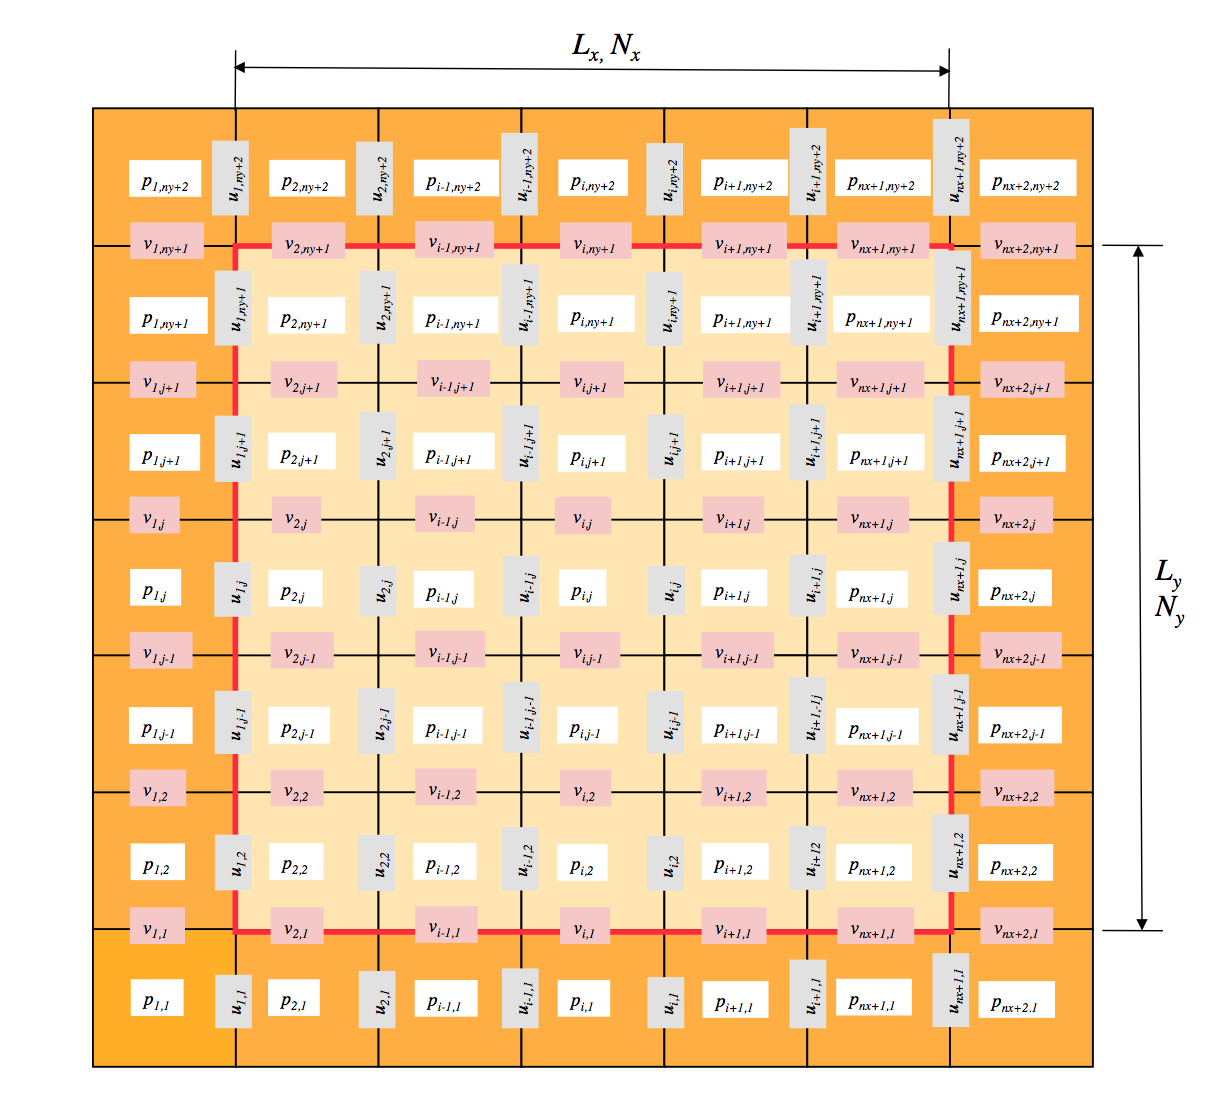 Lx, Nx
p1,ny+2 u1,ny+2 p2,ny+2 u2,ny+2 pi-1,ny+2 ui-1,ny+2 pi,ny+2 ui,ny+2 pi+1,ny+2 ui+1,ny+2 pnx+1,ny+2 unx+1,ny+2 pnx+2,ny+2
v1,ny+1 v2,ny+1 vi-1,ny+1 vi,ny+1 vi+1,ny+1 vnx+1,ny+1 vnx+2,ny+1
p1,ny+1 u1,ny+1 p2,ny+1 u2,ny+1 pi-1,ny+1 ui-1,ny+1 pi,ny+1 ui,ny+1 pi+1,ny+1 ui+1,ny+1 pnx+1,ny+1 unx+1,ny+1 pnx+2,ny+1
v1,j+1 v2,j+1 vi-1,j+1 vi,j+1 vi+1,j+1 vnx+1,j+1 vnx+2,j+1
p1,j+1 u1,j+1 p2,j+1 u2,j+1 pi-1,j+1 ui-1,j+1 pi,j+1 ui,j+1 pi+1,j+1 ui+1,j+1 pnx+1,j+1 unx+1,j+1 pnx+2,j+1
v1,j v2,j vi-1,j vi,j vi+1,j vnx+1,j vnx+2,j
p1,j u1,j p2,j u2,j pi-1,j ui-1,j pi,j ui,j pi+1,j ui+1,j pnx+1,j unx+1,j pnx+2,j
Ly
Ny
v1,j-1 v2,j-1 vi-1,j-1 vi,j-1 vi+1,j-1 vnx+1,j-1 vnx+2,j-1
p1,j-1 u1,j-1 p2,j-1 u2,j-1 pi-1,j-1 ui-1,j,-1 pi,j-1 ui,j-1 pi+1,j-1 ui+1,-1j pnx+1,j-1 unx+1,j-1 pnx+2,j-1
v1,2 v2,2 vi-1,2 vi,2 vi+1,2 vnx+1,2 vnx+2,2
p1,2 u1,2 p2,2 u2,2 pi-1,2 ui-1,2 pi,2 ui,2 pi+1,2 ui+12 pnx+1,2 unx+1,2 pnx+2,2
v1,1 v2,1 vi-1,1 vi,1 vi+1,1 vnx+1,1 vnx+2,1
p1,1 u1,1 p2,1 u2,1 pi-1,1 ui-1,1 pi,1 ui,1 pi+1,1 ui+1,1 pnx+1,1 unx+1,1 pnx+2.1